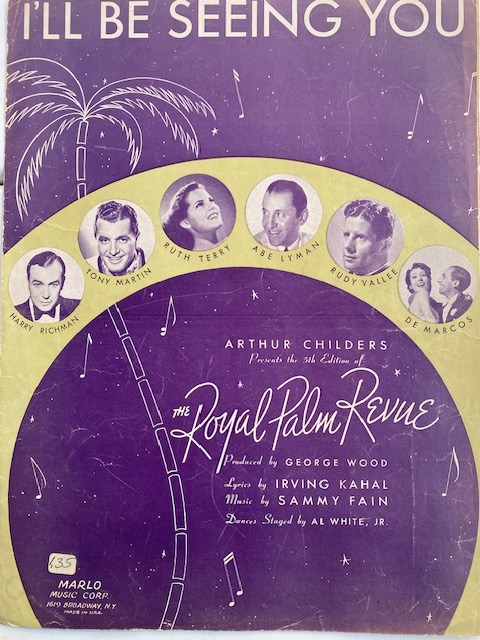 I'LL BE SEEING YOU
HARRY RICHMAN
TONY MARTIN
RUTH TERRY
ABE LYMAN
RUDY VALLEE
DE MARCOS
ARTHUR CHILDERS
Presents the 5th Edition of
THE Royal Palm Revue
Produced by GEORGE WOOD
Lyrics by IRVING KAHAL
Music by SAMMY FAIN
Dances Staged by AL WHITE, JR.
135
MARLO
MUSIC CORP.
1619 BROADWAY, N.Y.
MADE IN U.S.A.